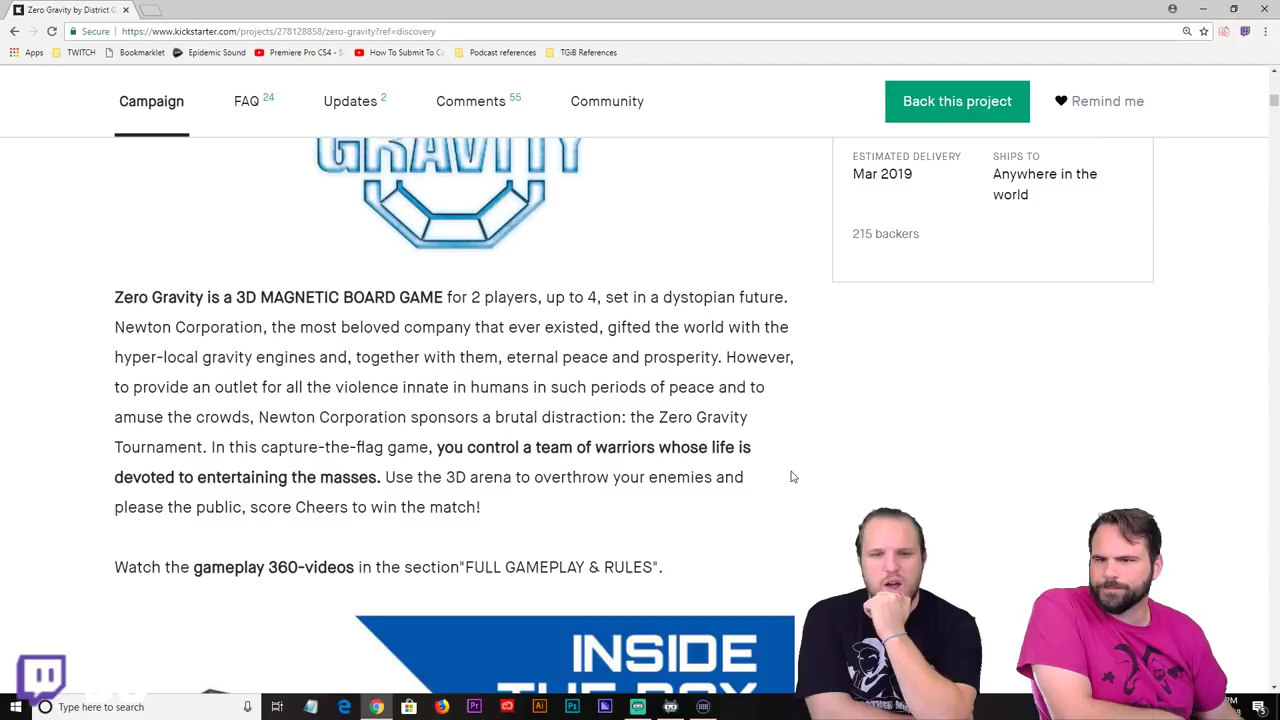 Zero Gravity by District G
Secure
https://www.kickstarter.com/projects/278128858/zero-gravity?ref=discovery
Apps TWITCH Bookmarklet Epidemic Sound Premiere Pro CS4 - S How To Submit To C Podcast references TGiB References
Campaign FAQ 24 Updates 2 Comments 55 Community Back this project Remind me
GRAVITY
ESTIMATED DELIVERY SHIPS TO
Mar 2019 Anywhere in the
world
215 backers
Zero Gravity is a 3D MAGNETIC BOARD GAME for 2 players, up to 4, set in a dystopian future.
Newton Corporation, the most beloved company that ever existed, gifted the world with the
hyper-local gravity engines and, together with them, eternal peace and prosperity. However,
to provide an outlet for all the violence innate in humans in such periods of peace and to
amuse the crowds, Newton Corporation sponsors a brutal distraction: the Zero Gravity
Tournament. In this capture-the-flag game, you control a team of warriors whose life is
devoted to entertaining the masses. Use the 3D arena to overthrow your enemies and
please the public, score Cheers to win the match!
Watch the gameplay 360-videos in the section"FULL GAMEPLAY & RULES".
INSIDE
THE BOX
Type here to search